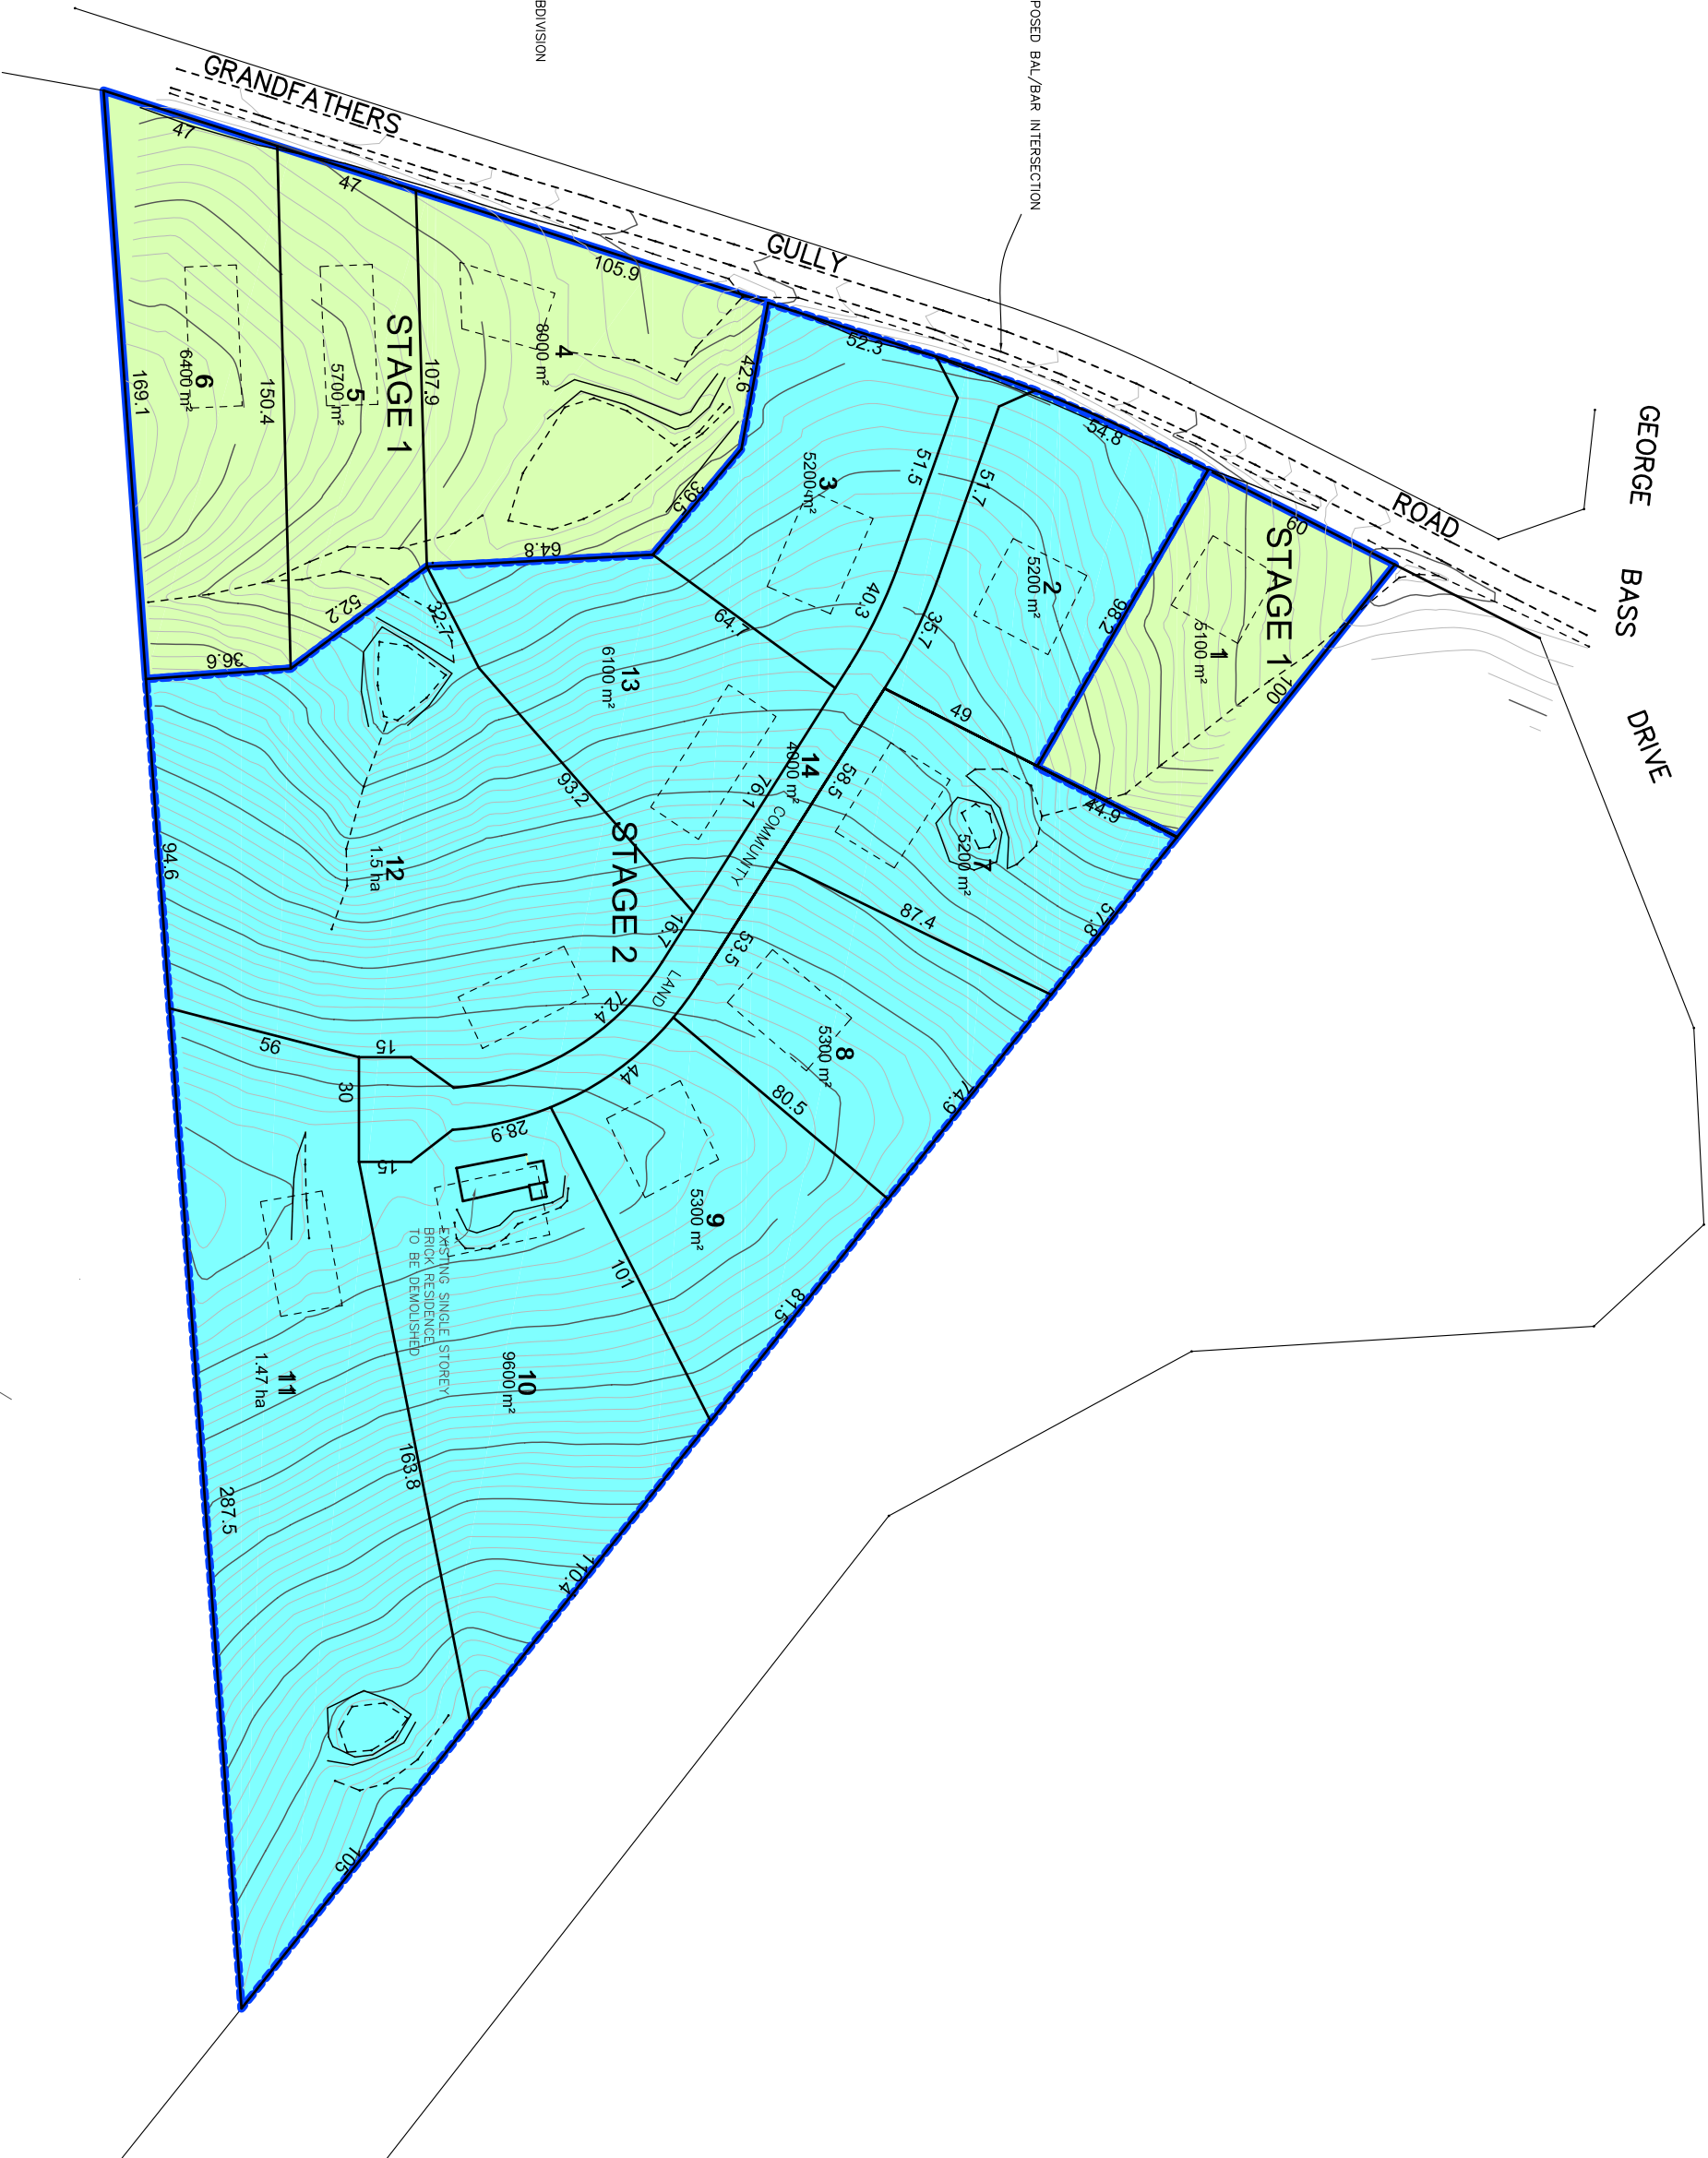 BDIVISION
POSED BAL/BAR INTERSECTION
GRANDFATHERS
GULLY
ROAD
GEORGE
BASS
DRIVE
47
47
105.9
52.3
54.8
60
STAGE 1
STAGE 1
STAGE 2
6
6400 m²
169.1
150.4
5
5700 m²
107.9
4
8000 m²
42.6
39.5
64.8
52.2
36.6
3
5200 m²
51.5
51.7
40.3
35.7
2
5200 m²
98.2
1
5100 m²
100
32.7
64.7
49
44.9
13
6100 m²
14
4000 m²
76.1
58.5
COMMUNITY
LAND
7
5200 m²
57.8
87.4
93.2
12
1.5 ha
94.6
16.7
53.5
72.4
8
5300 m²
74.9
80.5
44
56
15
30
15
28.9
9
5300 m²
81.5
101
EXISTING SINGLE STOREY
BRICK RESIDENCE
TO BE DEMOLISHED
10
9600 m²
11
1.47 ha
163.8
287.5
110.4
105